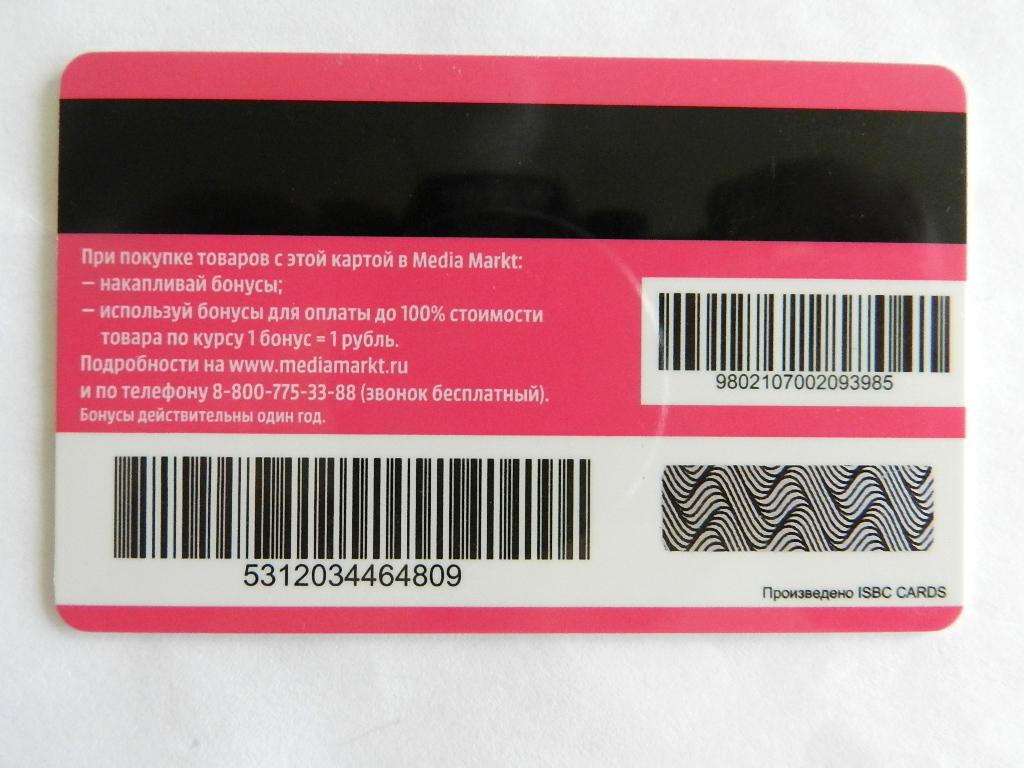 При покупке товаров с этой картой в Media Markt:
– накапливай бонусы;
– используй бонусы для оплаты до 100% стоимости
товара по курсу 1 бонус = 1 рубль.
Подробности на www.mediamarkt.ru
и по телефону 8-800-775-33-88 (звонок бесплатный).
Бонусы действительны один год.
9802107002093985
5312034464809
Произведено ISBC CARDS